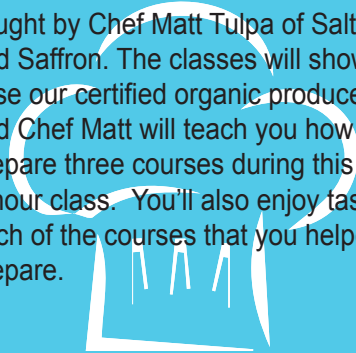 ught by Chef Matt Tulpa of Salt
d Saffron. The classes will show
se our certified organic produce
d Chef Matt will teach you how
epare three courses during this
hour class.  You'll also enjoy tas
ch of the courses that you helpe
epare.